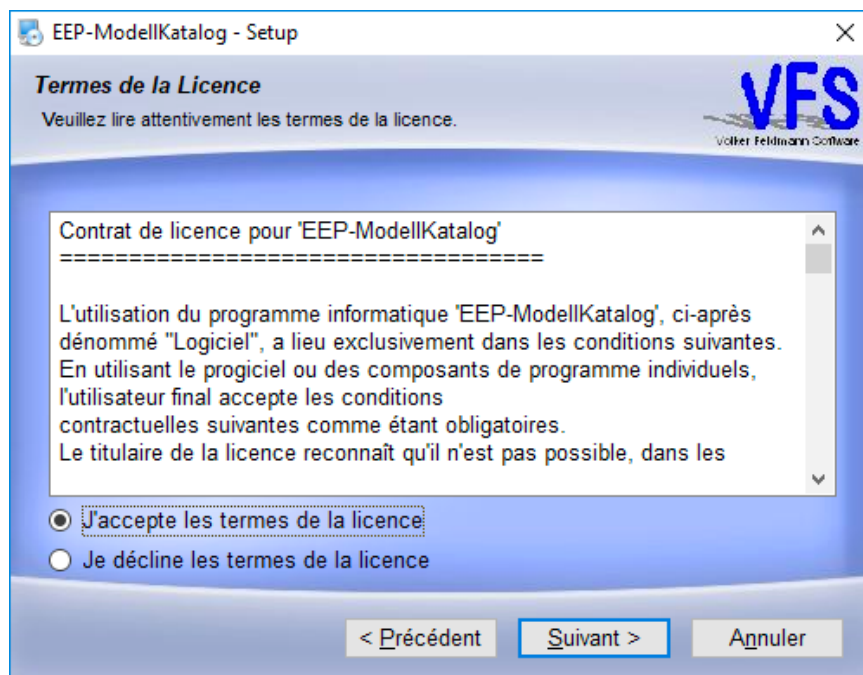 EEP-ModellKatalog - Setup
Termes de la Licence
Veuillez lire attentivement les termes de la licence.
VFS
Volker Feldmann Software
Contrat de licence pour 'EEP-ModellKatalog'
===================================
L'utilisation du programme informatique 'EEP-ModellKatalog', ci-après
dénommé "Logiciel", a lieu exclusivement dans les conditions suivantes.
En utilisant le progiciel ou des composants de programme individuels,
l'utilisateur final accepte les conditions
contractuelles suivantes comme étant obligatoires.
Le titulaire de la licence reconnaît qu'il n'est pas possible, dans les
J'accepte les termes de la licence
Je décline les termes de la licence
< Précédent
Suivant >
Annuler